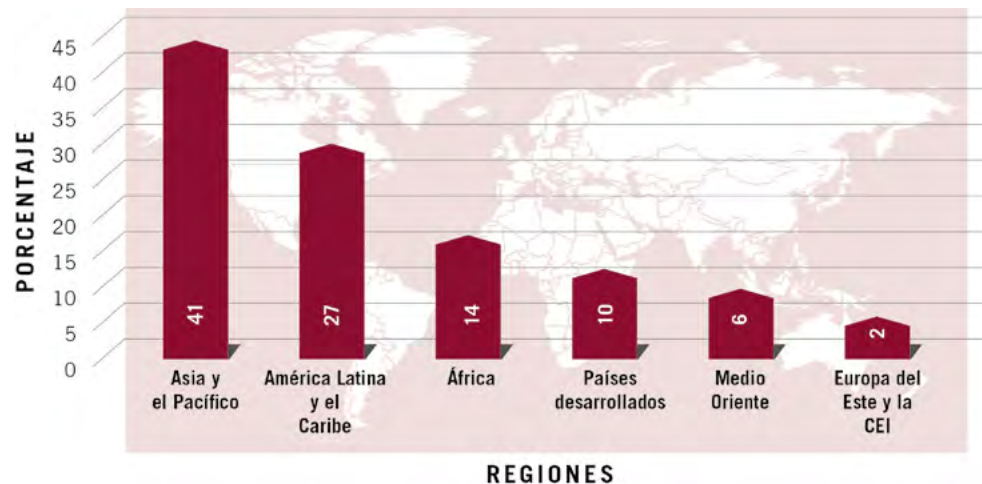 PORCENTAJE
45
40
35
30
25
20
15
10
5
0
41
27
14
10
6
2
Asia y
el Pacífico
América Latina
y el
Caribe
África
Países
desarrollados
Medio
Oriente
Europa del
Este y la
CEI
REGIONES